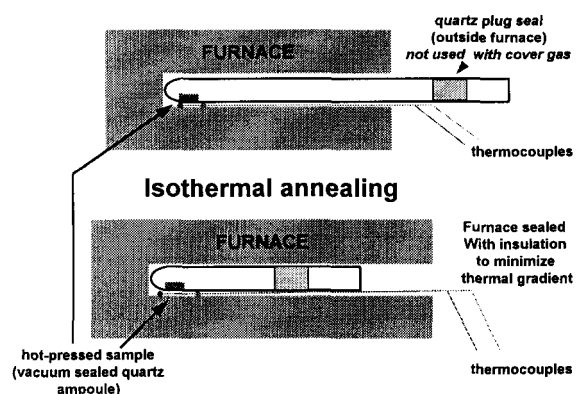 quartz plug seal
(outside furnace)
not used with cover gas
FURNACE
thermocouples
Isothermal annealing
FURNACE
Furnace sealed
With insulation
to minimize
thermal gradient
hot-pressed sample
(vacuum sealed quartz
ampoule)
thermocouples